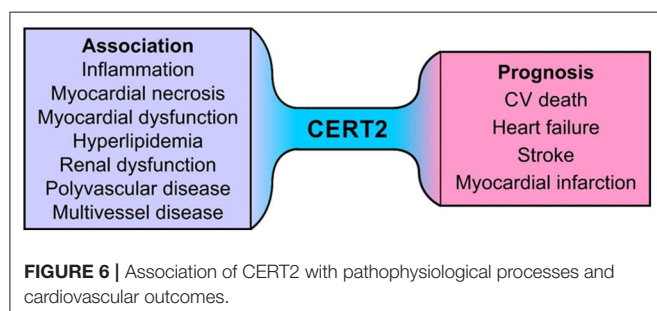 Association
Inflammation
Myocardial necrosis
Myocardial dysfunction
Hyperlipidemia
Renal dysfunction
Polyvascular disease
Multivessel disease
CERT2
Prognosis
CV death
Heart failure
Stroke
Myocardial infarction
FIGURE 6 | Association of CERT2 with pathophysiological processes and
cardiovascular outcomes.